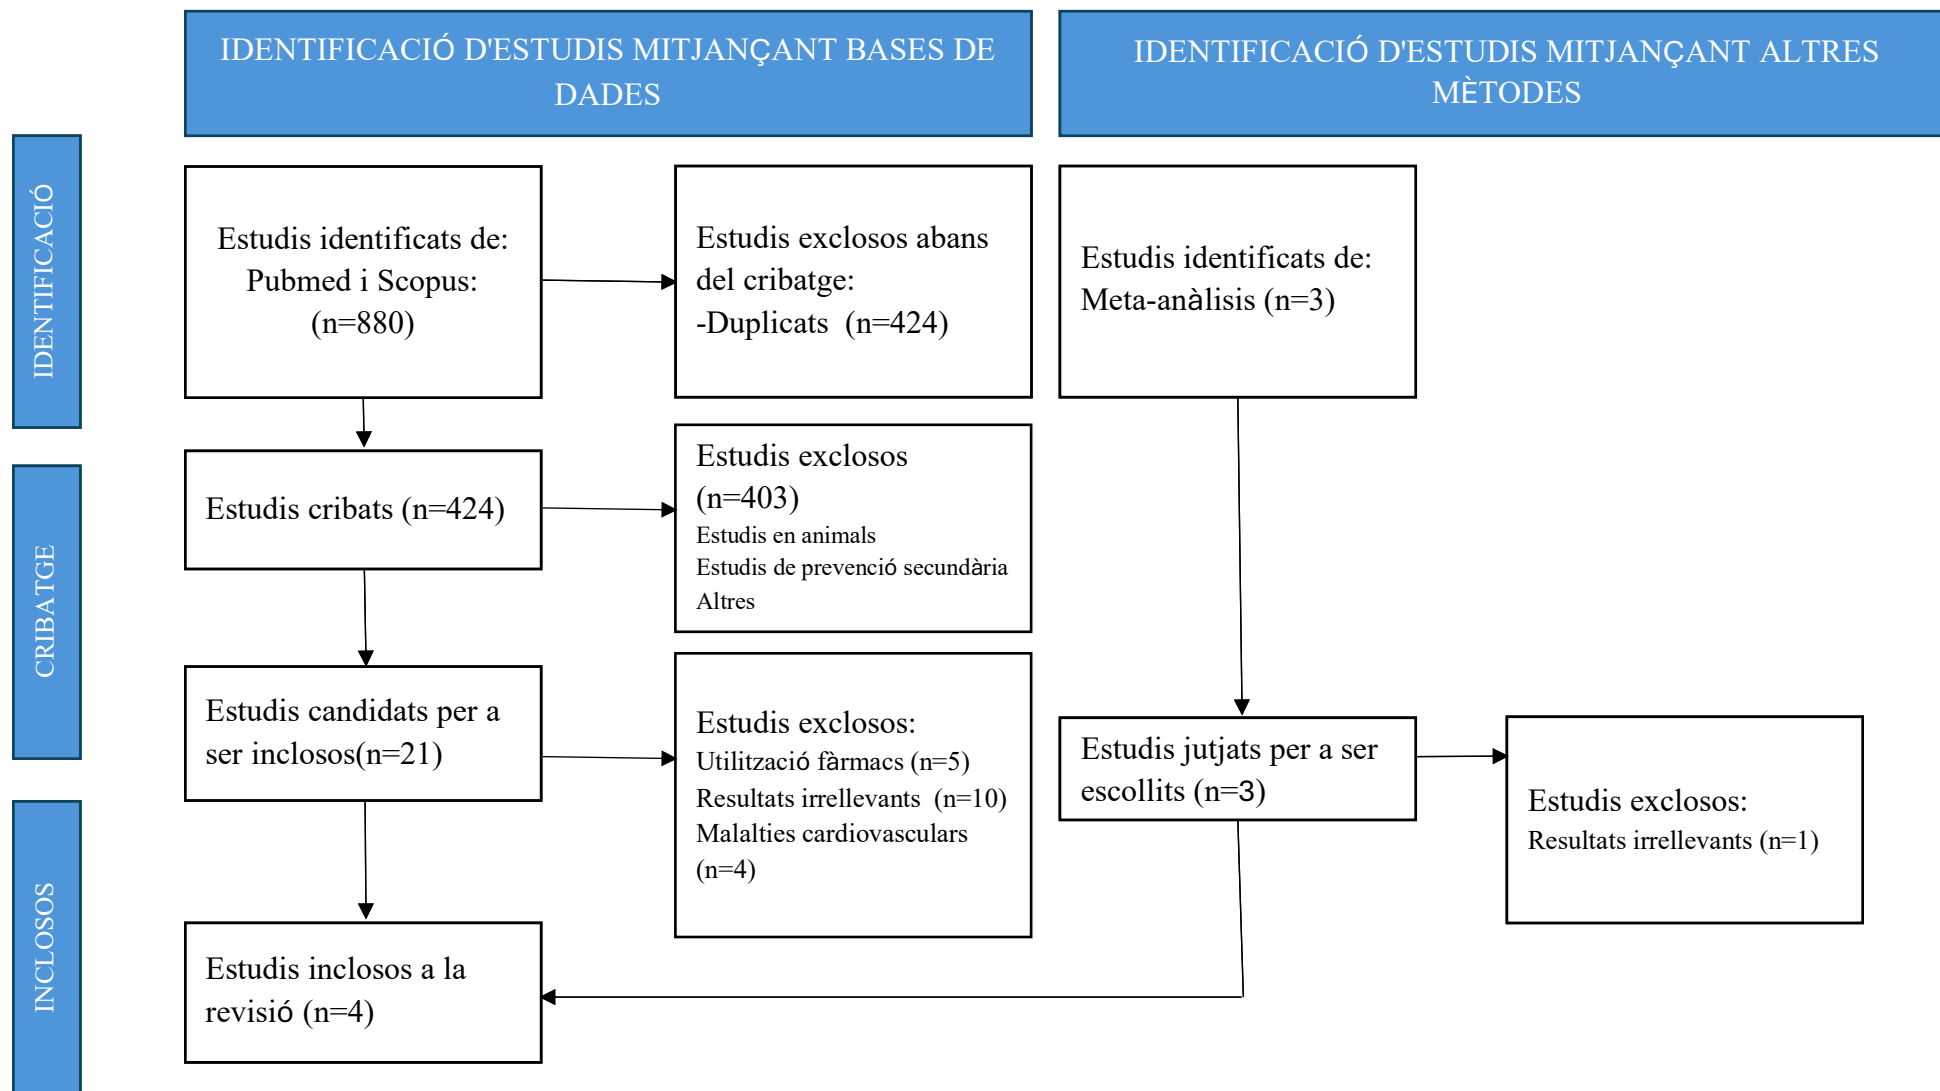 IDENTIFICACIÓ D'ESTUDIS MITJANÇANT BASES DE
DADES
IDENTIFICACIÓ D'ESTUDIS MITJANÇANT ALTRES
MÈTODES
IDENTIFICACIÓ
Estudis identificats de:
Pubmed i Scopus:
(n=880)
Estudis exclosos abans
del cribatge:
-Duplicats  (n=424)
Estudis identificats de:
Meta-anàlisis (n=3)
CRIBATGE
Estudis cribats (n=424)
Estudis exclosos
(n=403)
Estudis en animals
Estudis de prevenció secundària
Altres
Estudis candidats per a
ser inclosos(n=21)
Estudis exclosos:
Utilització fàrmacs (n=5)
Resultats irrellevants  (n=10)
Malalties cardiovasculars
(n=4)
Estudis jutjats per a ser
escollits (n=3)
Estudis exclosos:
Resultats irrellevants (n=1)
INCLOSOS
Estudis inclosos a la
revisió (n=4)